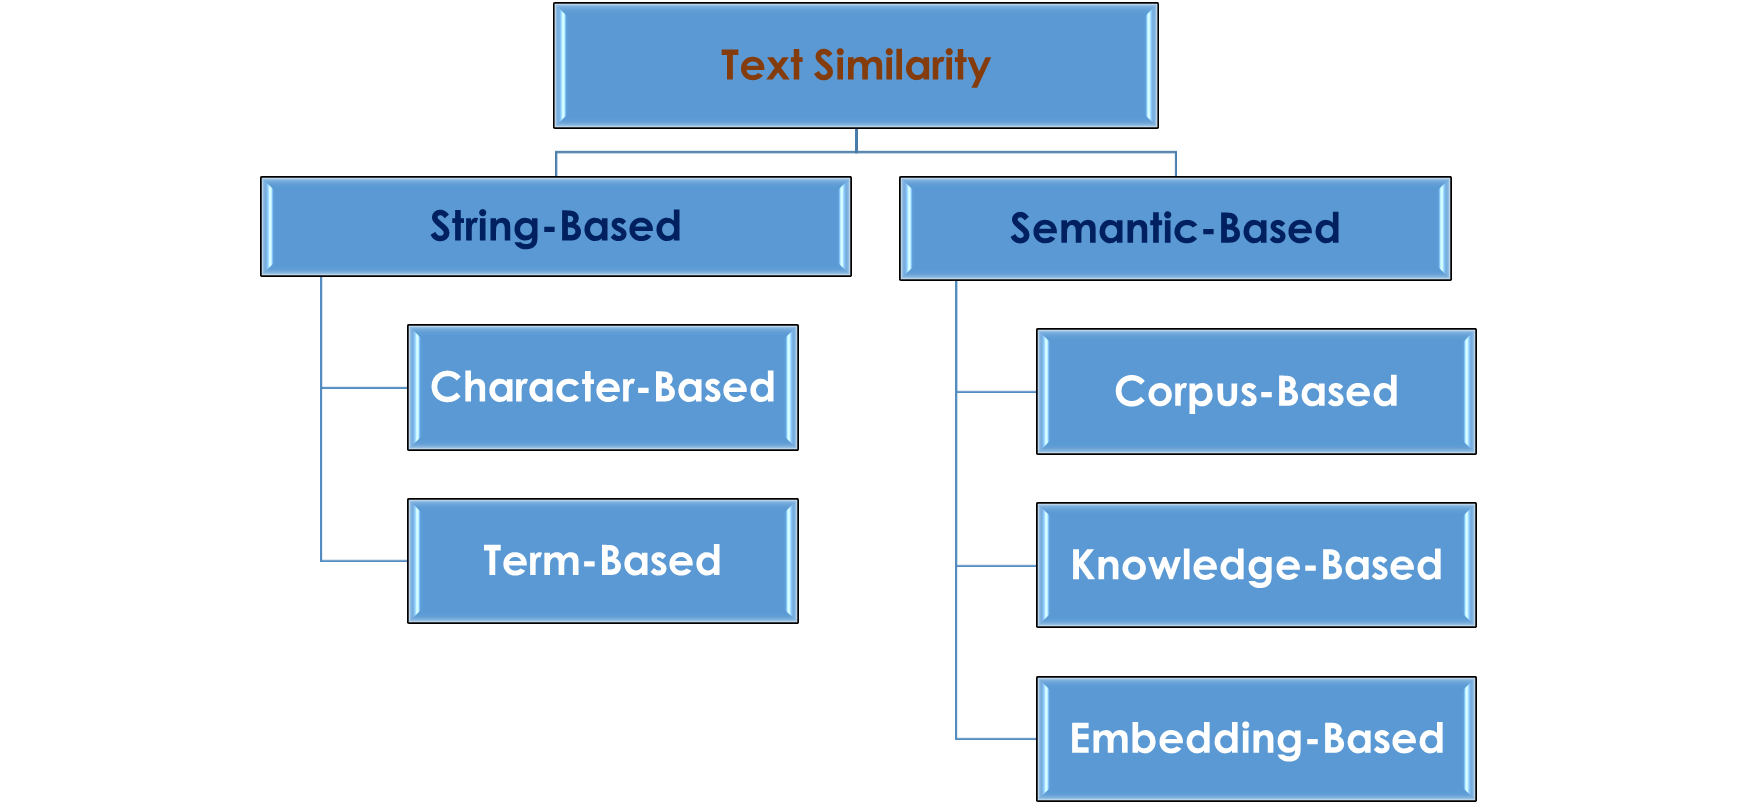 Text Similarity
String-Based
Character-Based
Term-Based
Semantic-Based
Corpus-Based
Knowledge-Based
Embedding-Based